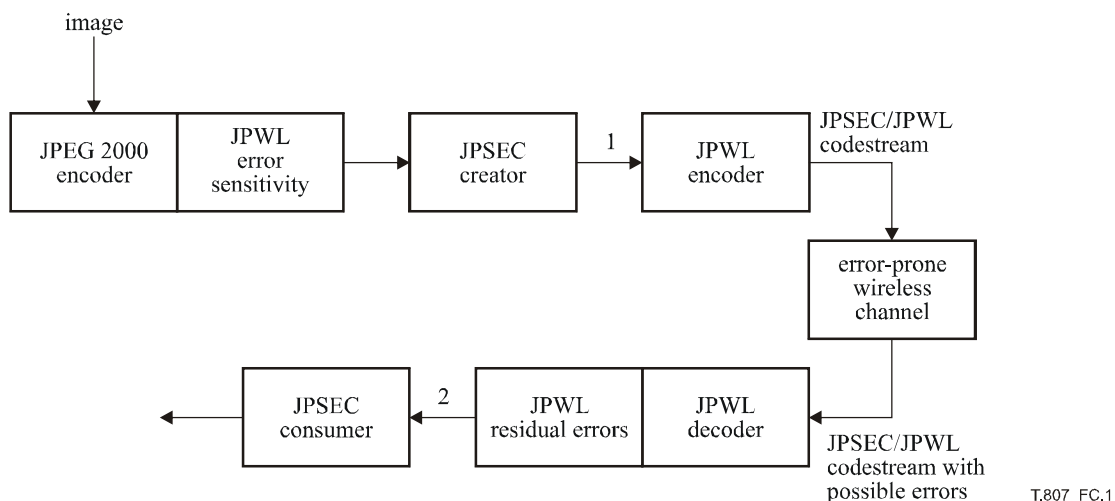 image
JPEG 2000
encoder
JPWL
error
sensitivity
JPSEC
creator
1
JPWL
encoder
JPSEC/JPWL
codestream
error-prone
wireless
channel
JPSEC
consumer
2
JPWL
residual errors
JPWL
decoder
JPSEC/JPWL
codestream with
possible errors
T.807_FC.1